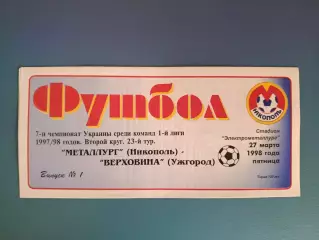 Футбол
НИКОПОЛЬ
7-й чемпионат Украины среди команд 1-й лиги
1997/98 годов. Второй круг. 23-й тур.
"МЕТАЛЛУРГ" (Никополь) -
"ВЕРХОВИНА" (Ужгород)
Выпуск № 1
Стадион
"Электрометаллург"
27 марта
1998 года
пятница